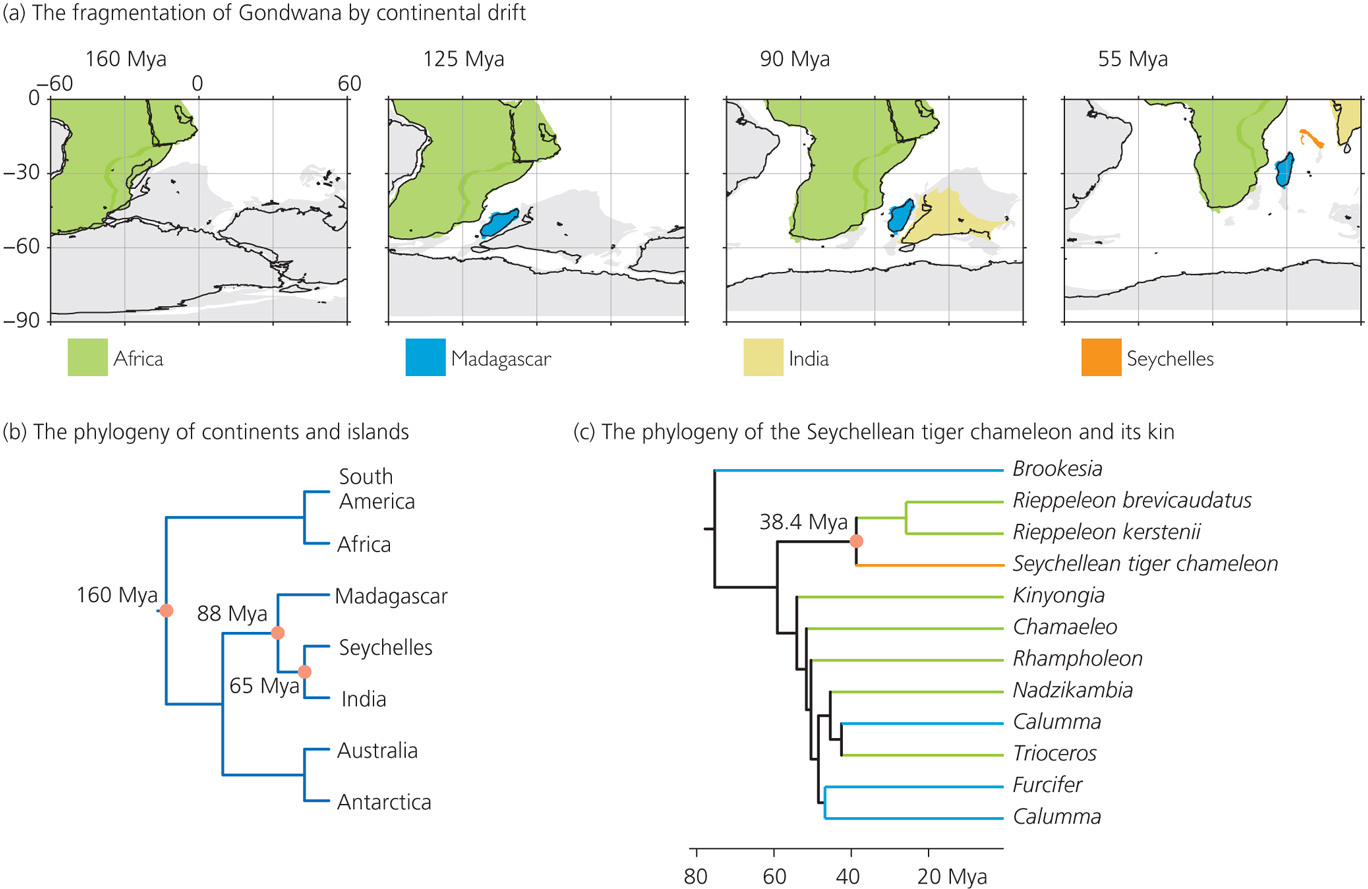 (a) The fragmentation of Gondwana by continental drift
160 Mya
125 Mya
90 Mya
55 Mya
−60
0
60
0
−30
−60
−90
Africa
Madagascar
India
Seychelles
(b) The phylogeny of continents and islands
South
America
Africa
160 Mya
Madagascar
88 Mya
Seychelles
65 Mya
India
Australia
Antarctica
(c) The phylogeny of the Seychellean tiger chameleon and its kin
Brookesia
Rieppeleon brevicaudatus
38.4 Mya
Rieppeleon kerstenii
Seychellean tiger chameleon
Kinyongia
Chamaeleo
Rhampholeon
Nadzikambia
Calumma
Trioceros
Furcifer
Calumma
80
60
40
20 Mya